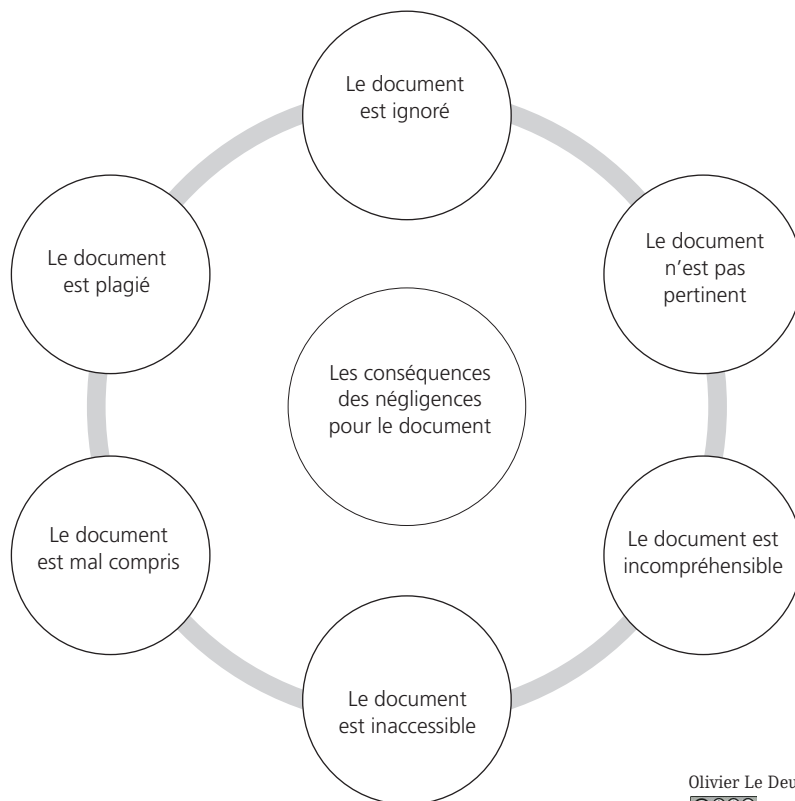 Le document
est ignoré
Le document
n'est pas
pertinent
Le document est
incompréhensible
Le document
est inaccessible
Le document
est mal compris
Le document
est plagié
Les conséquences
des négligences
pour le document
Olivier Le Deu